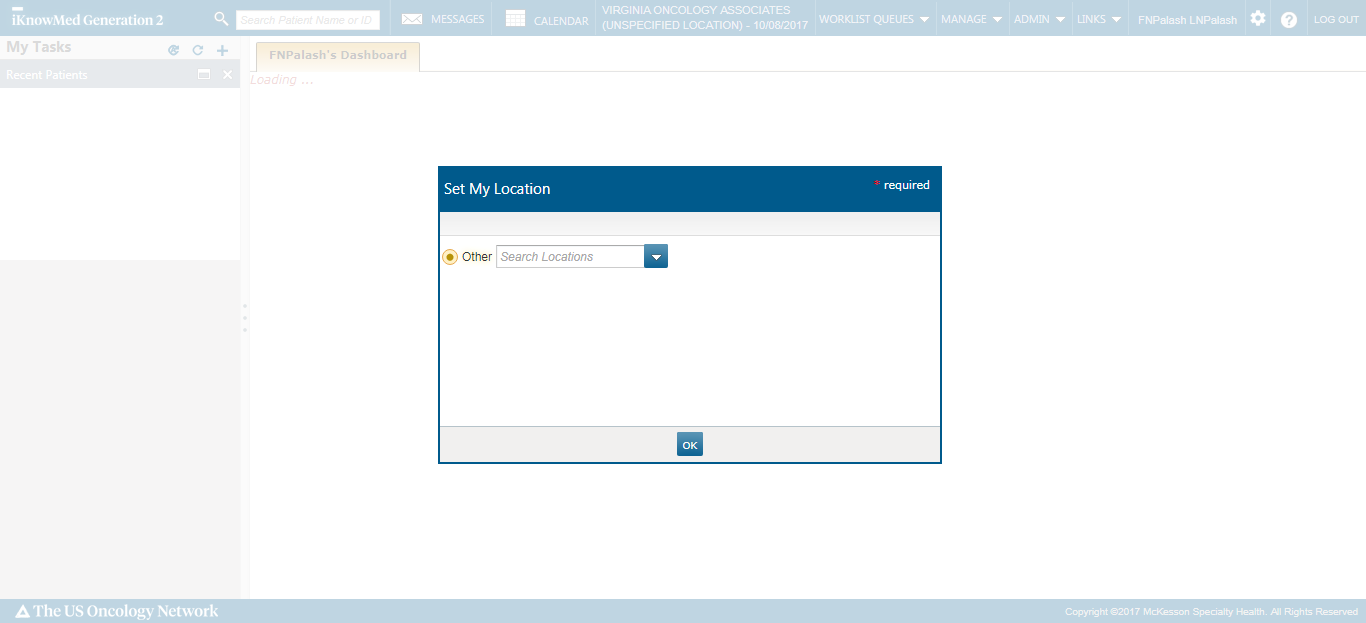 iKnowMed Generation 2
Search Patient Name or ID
MESSAGES
CALENDAR
VIRGINIA ONCOLOGY ASSOCIATES
(UNSPECIFIED LOCATION) - 10/08/2017
WORKLIST QUEUES
MANAGE
ADMIN
LINKS
FNPalash LNPalash
?
LOG OUT
My Tasks
Recent Patients
FNPalash's Dashboard
Loading ...
Set My Location
* required
Other
Search Locations
OK
The US Oncology Network
Copyright ©2017 McKesson Specialty Health. All Rights Reserved